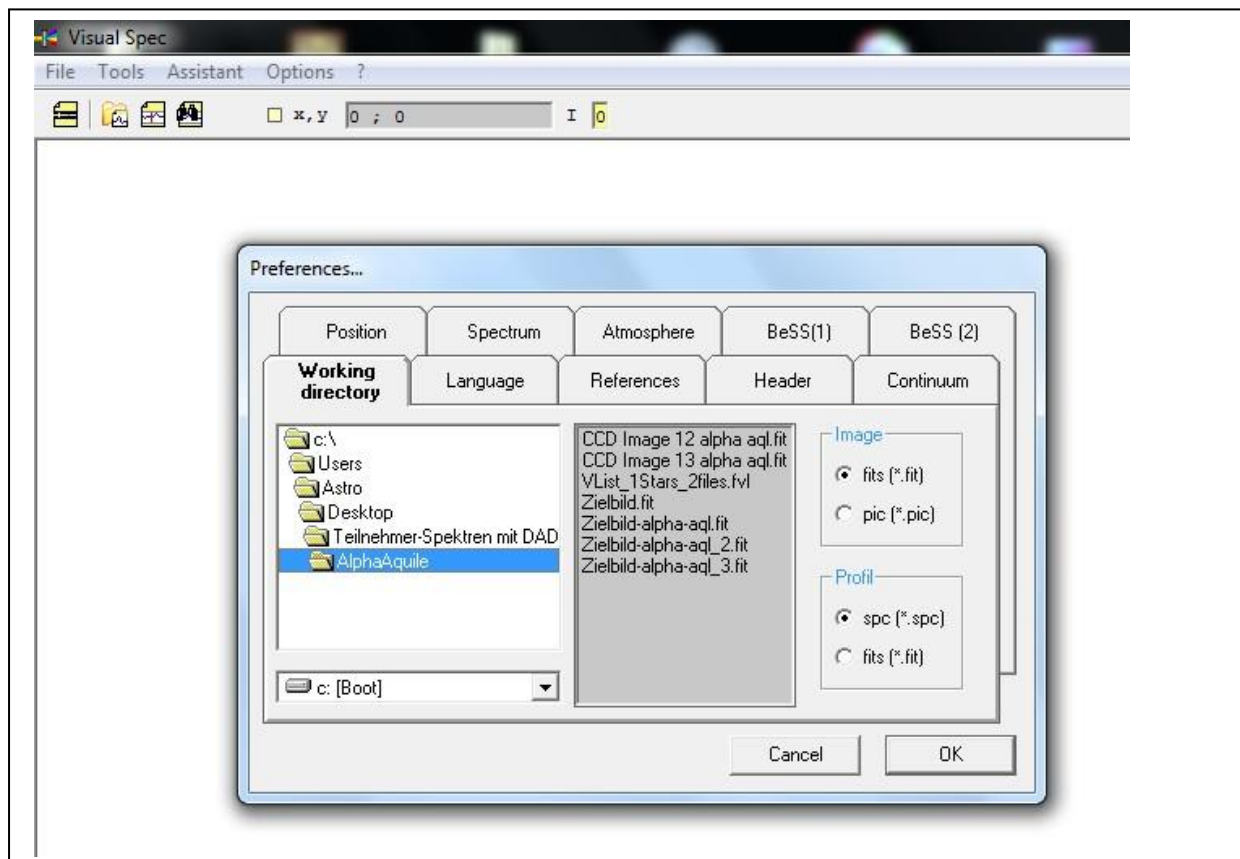 Visual Spec
File Tools Assistant Options ?
x,y 0 ; 0 I 0
Preferences...
Position Spectrum Atmosphere BeSS(1) BeSS (2)
Working directory Language References Header Continuum
c:\
Users
Astro
Desktop
Teilnehmer-Spektren mit DAD
AlphaAquile
c: [Boot]
CCD Image 12 alpha aql.fit
CCD Image 13 alpha aql.fit
VList_1Stars_2files.fvl
Zielbild.fit
Zielbild-alpha-aql.fit
Zielbild-alpha-aql_2.fit
Zielbild-alpha-aql_3.fit
Image
fits (*.fit)
pic (*.pic)
Profil
spc (*.spc)
fits (*.fit)
Cancel OK